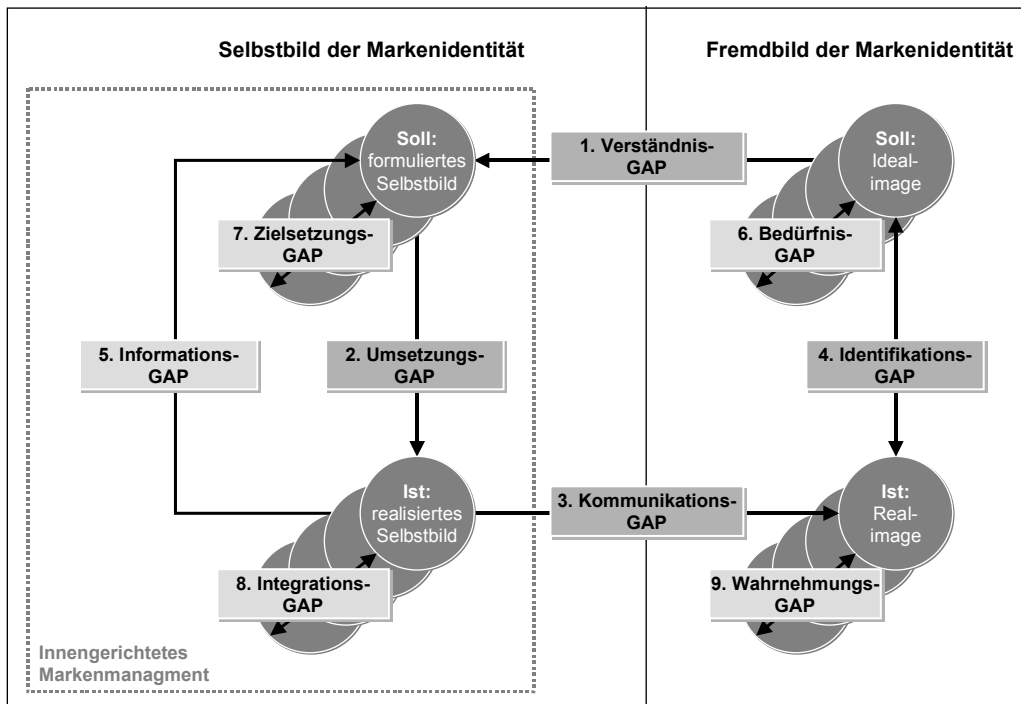 Selbstbild der Markenidentität
Fremdbild der Markenidentität
Soll:
formuliertes
Selbstbild
1. Verständnis-
GAP
Soll:
Ideal-
image
7. Zielsetzungs-
GAP
6. Bedürfnis-
GAP
5. Informations-
GAP
2. Umsetzungs-
GAP
4. Identifikations-
GAP
Ist:
realisiertes
Selbstbild
3. Kommunikations-
GAP
Ist:
Real-
image
8. Integrations-
GAP
9. Wahrnehmungs-
GAP
Innengerichtetes
Markenmanagment